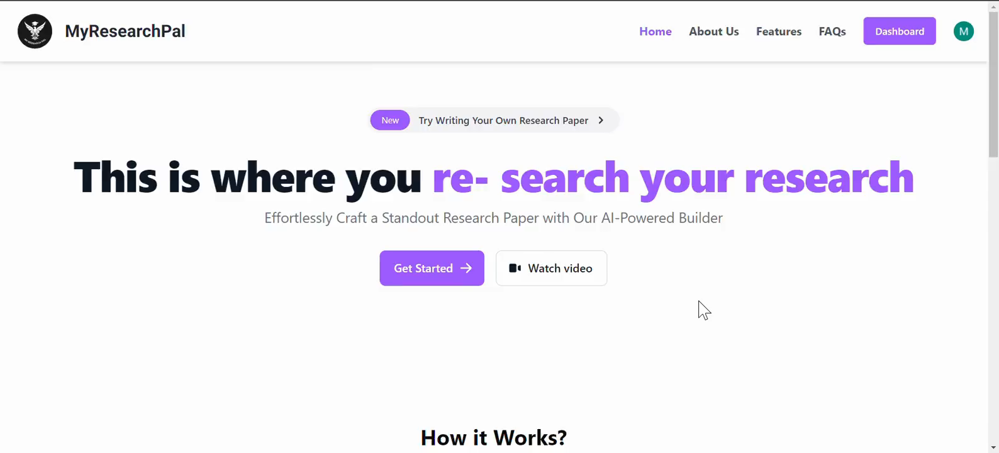 MyResearchPal
Home
About Us
Features
FAQs
Dashboard
M
New
Try Writing Your Own Research Paper
This is where you re- search your research
Effortlessly Craft a Standout Research Paper with Our AI-Powered Builder
Get Started
Watch video
How it Works?